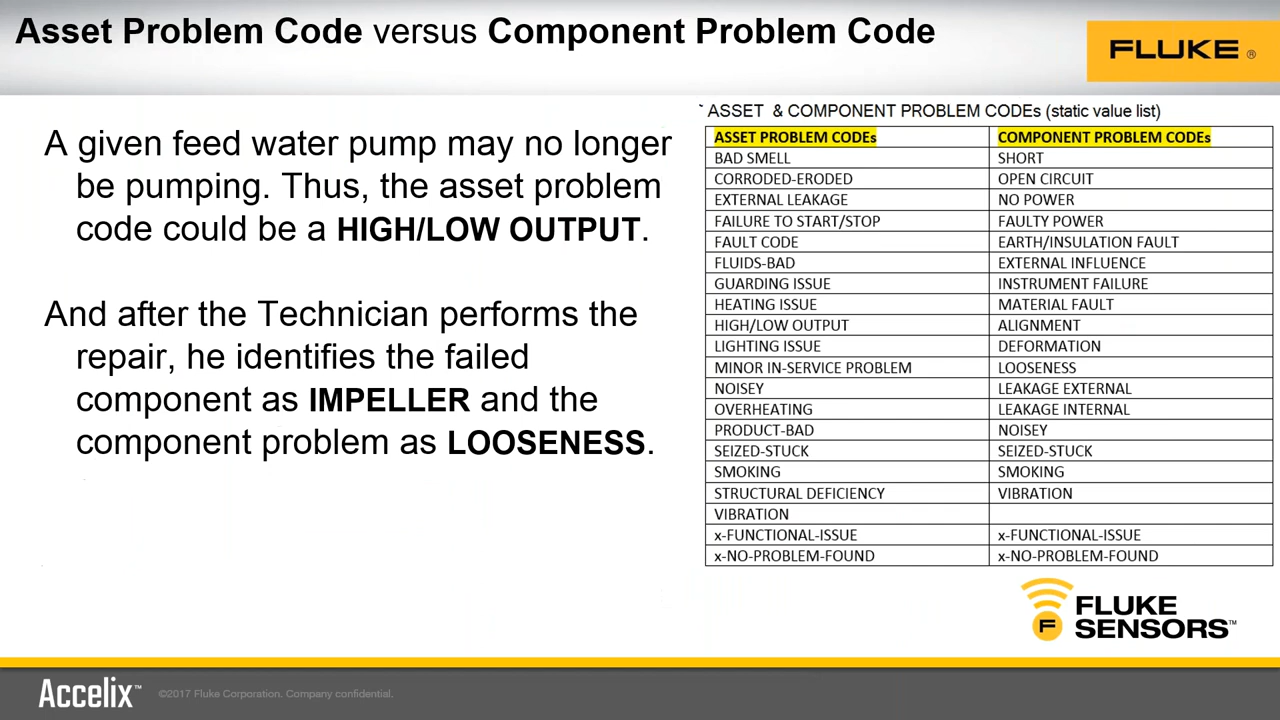 Asset Problem Code versus Component Problem Code
FLUKE ®
A given feed water pump may no longer
be pumping. Thus, the asset problem
code could be a HIGH/LOW OUTPUT.
And after the Technician performs the
repair, he identifies the failed
component as IMPELLER and the
component problem as LOOSENESS.
` ASSET & COMPONENT PROBLEM CODEs (static value list)
ASSET PROBLEM CODEs COMPONENT PROBLEM CODEs
BAD SMELL SHORT
CORRODED-ERODED OPEN CIRCUIT
EXTERNAL LEAKAGE NO POWER
FAILURE TO START/STOP FAULTY POWER
FAULT CODE EARTH/INSULATION FAULT
FLUIDS-BAD EXTERNAL INFLUENCE
GUARDING ISSUE INSTRUMENT FAILURE
HEATING ISSUE MATERIAL FAULT
HIGH/LOW OUTPUT ALIGNMENT
LIGHTING ISSUE DEFORMATION
MINOR IN-SERVICE PROBLEM LOOSENESS
NOISEY LEAKAGE EXTERNAL
OVERHEATING LEAKAGE INTERNAL
PRODUCT-BAD NOISEY
SEIZED-STUCK SEIZED-STUCK
SMOKING SMOKING
STRUCTURAL DEFICIENCY VIBRATION
VIBRATION
x-FUNCTIONAL-ISSUE x-FUNCTIONAL-ISSUE
x-NO-PROBLEM-FOUND x-NO-PROBLEM-FOUND
F FLUKE
SENSORS™
Accelix™ ©2017 Fluke Corporation. Company confidential.